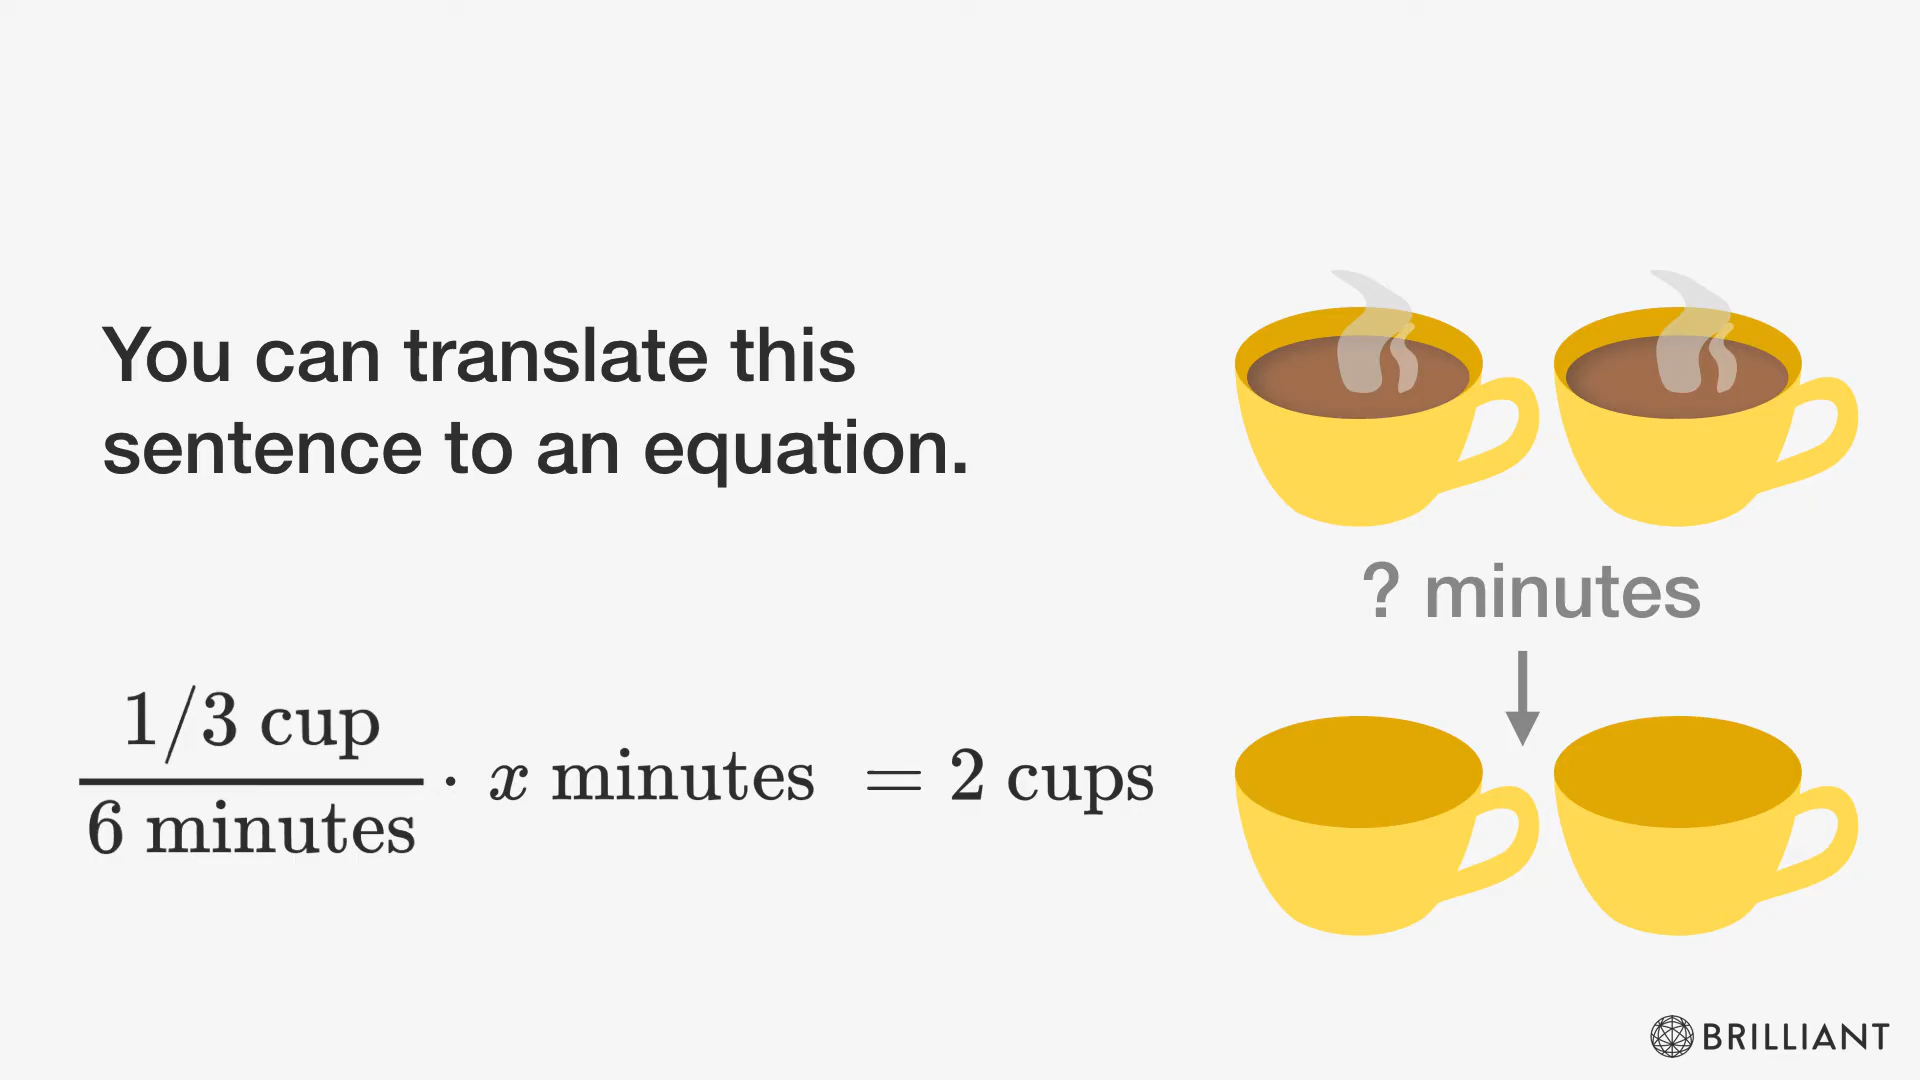 You can translate this
sentence to an equation.
? minutes
1/3 cup
6 minutes
· x minutes = 2 cups
BRILLIANT